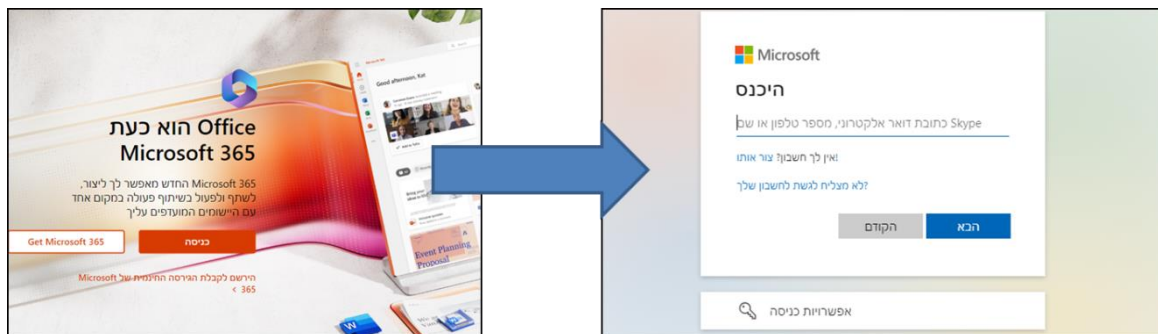 Good afternoon, Kat
Office הוא כעת
Microsoft 365
Microsoft 365 החדש מאפשר לך ליצור,
לשתף ולפעול בשיתוף פעולה במקום אחד
עם היישומים המועדפים עליך
כניסה
Get Microsoft 365
הירשם לקבלת הגירסה החינמית של Microsoft
365 >
Event Planning
Proposal
W
Microsoft
היכנס
כתובת דואר אלקטרוני, מספר טלפון או שם Skype
אין לך חשבון? צור אותו!
לא מצליח לגשת לחשבון שלך?
הבא
הקודם
אפשרויות כניסה